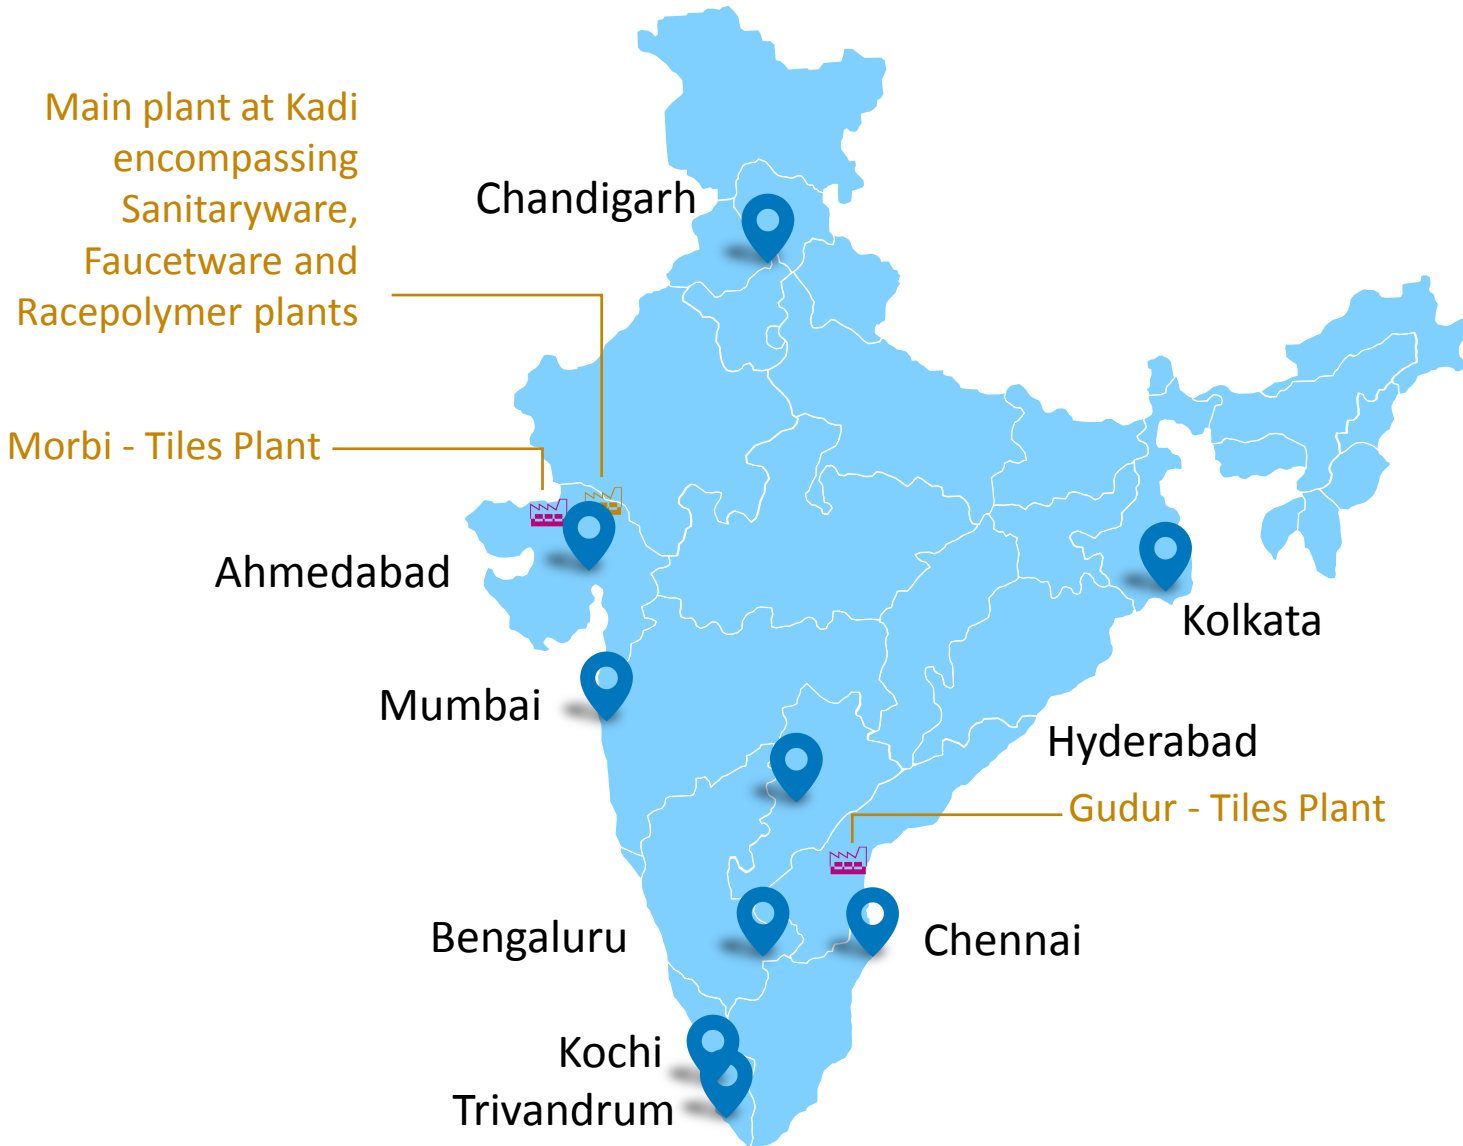 Main plant at Kadi
encompassing
Sanitaryware,
Faucetware and
Racepolymer plants
Chandigarh
Morbi - Tiles Plant
Ahmedabad
Kolkata
Mumbai
Hyderabad
Gudur - Tiles Plant
Bengaluru
Chennai
Kochi
Trivandrum